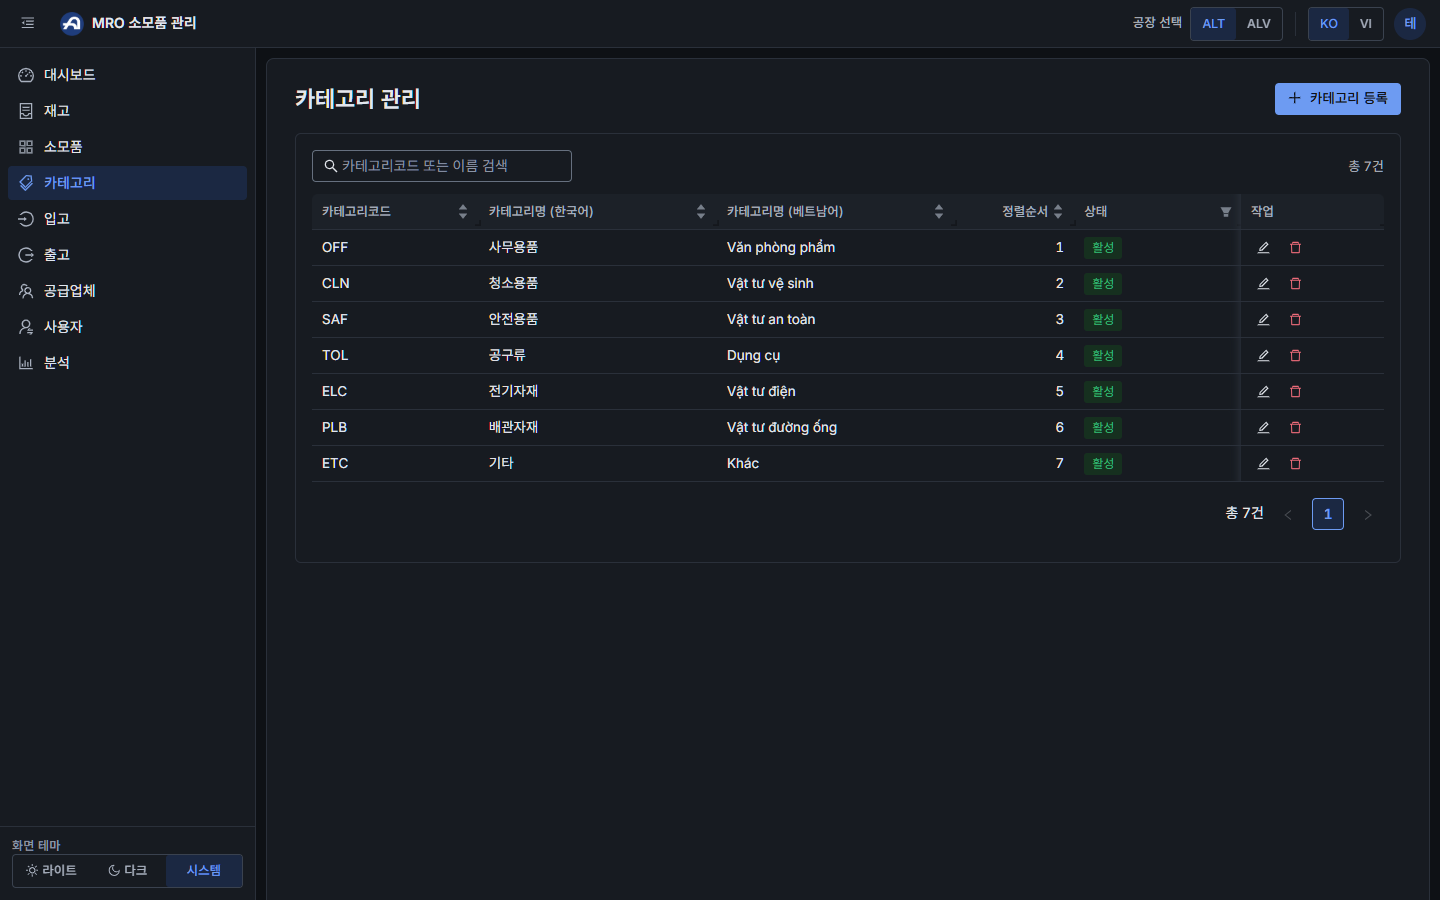 MRO 소모품 관리
공장 선택 ALT ALV KO VI 테
대시보드
재고
소모품
카테고리
입고
출고
공급업체
사용자
분석
화면 테마
라이트 다크 시스템
카테고리 관리
+ 카테고리 등록
카테고리코드 또는 이름 검색
총 7건
카테고리코드 카테고리명 (한국어) 카테고리명 (베트남어) 정렬순서 상태 작업
OFF 사무용품 Văn phòng phẩm 1 활성
CLN 청소용품 Vật tư vệ sinh 2 활성
SAF 안전용품 Vật tư an toàn 3 활성
TOL 공구류 Dụng cụ 4 활성
ELC 전기자재 Vật tư điện 5 활성
PLB 배관자재 Vật tư đường ống 6 활성
ETC 기타 Khác 7 활성
총 7건 < 1 >